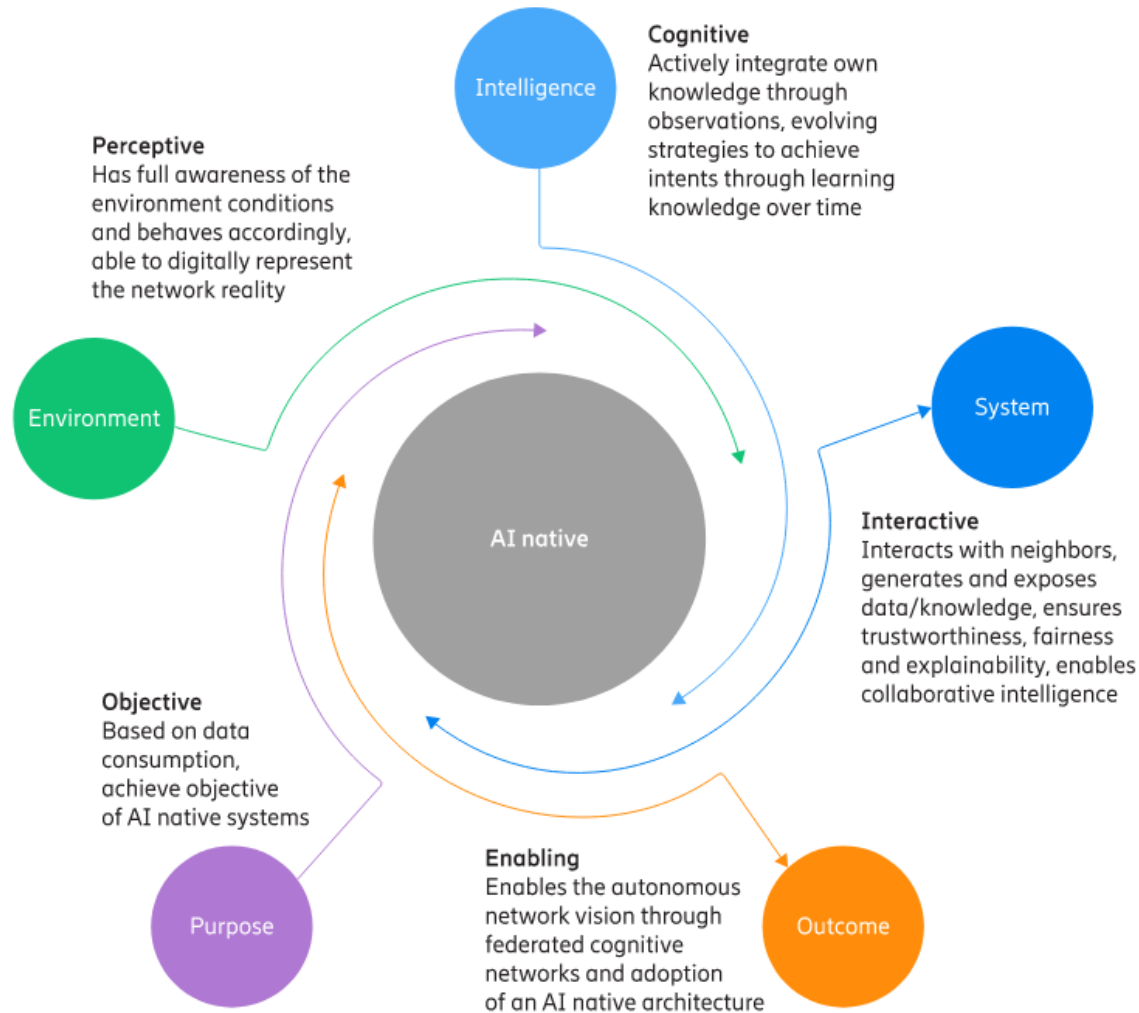 Intelligence
Cognitive
Actively integrate own
knowledge through
observations, evolving
strategies to achieve
intents through learning
knowledge over time
Perceptive
Has full awareness of the
environment conditions
and behaves accordingly,
able to digitally represent
the network reality
Environment
System
AI native
Interactive
Interacts with neighbors,
generates and exposes
data/knowledge, ensures
trustworthiness, fairness
and explainability, enables
collaborative intelligence
Objective
Based on data
consumption,
achieve objective
of AI native systems
Purpose
Enabling
Enables the autonomous
network vision through
federated cognitive
networks and adoption
of an AI native architecture
Outcome